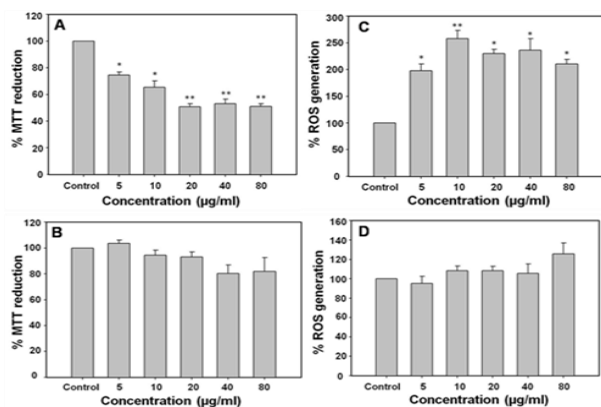 A
% MTT reduction
120
100
80
60
40
20
0
* * ** ** **
Control 5 10 20 40 80
Concentration (µg/ml)
C
% ROS generation
300
250
200
150
100
50
0
* ** * * *
Control 5 10 20 40 80
Concentration (µg/ml)
B
% MTT reduction
120
100
80
60
40
20
0
Control 5 10 20 40 80
Concentration (µg/ml)
D
% ROS generation
160
140
120
100
80
60
40
20
0
Control 5 10 20 40 80
Concentration (µg/ml)